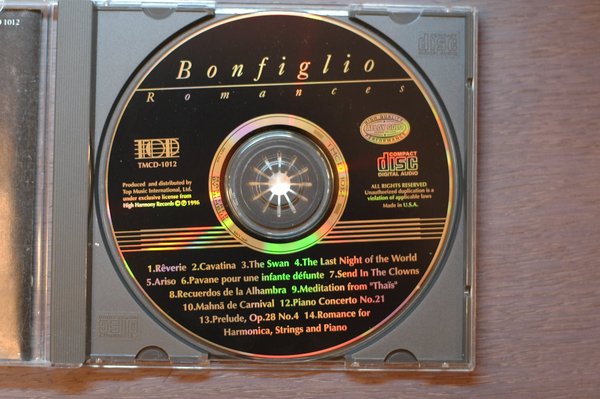 1012
Bonfiglio
Romances
TOP
TMCD-1012
COMPACT
disc
DIGITAL AUDIO
Produced and distributed by
Top Music International, Ltd.
under exclusive license from
High Harmony Records ©℗ 1996
ALL RIGHTS RESERVED
Unauthorized duplication is a
violation of applicable laws
Made in U.S.A.
1.Rêverie 2.Cavatina 3.The Swan 4.The Last Night of the World
5.Ariso 6.Pavane pour une infante défunte 7.Send In The Clowns
8.Recuerdos de la Alhambra 9.Meditation from "Thaïs"
10.Mahnã de Carnival 12.Piano Concerto No.21
13.Prelude, Op.28 No.4 14.Romance for
Harmonica, Strings and Piano